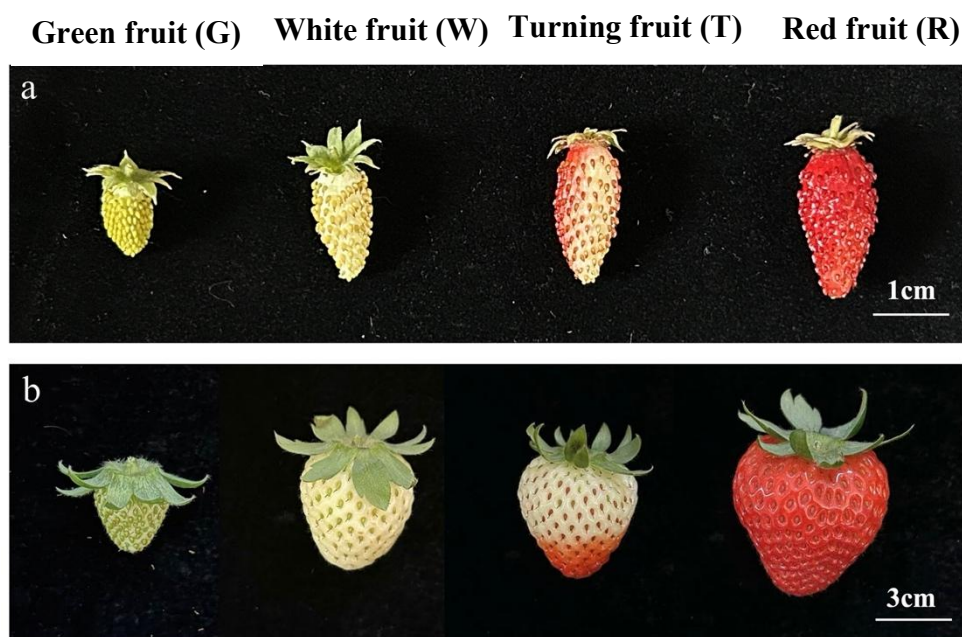 Green fruit (G) White fruit (W) Turning fruit (T) Red fruit (R)
a
1cm
b
3cm